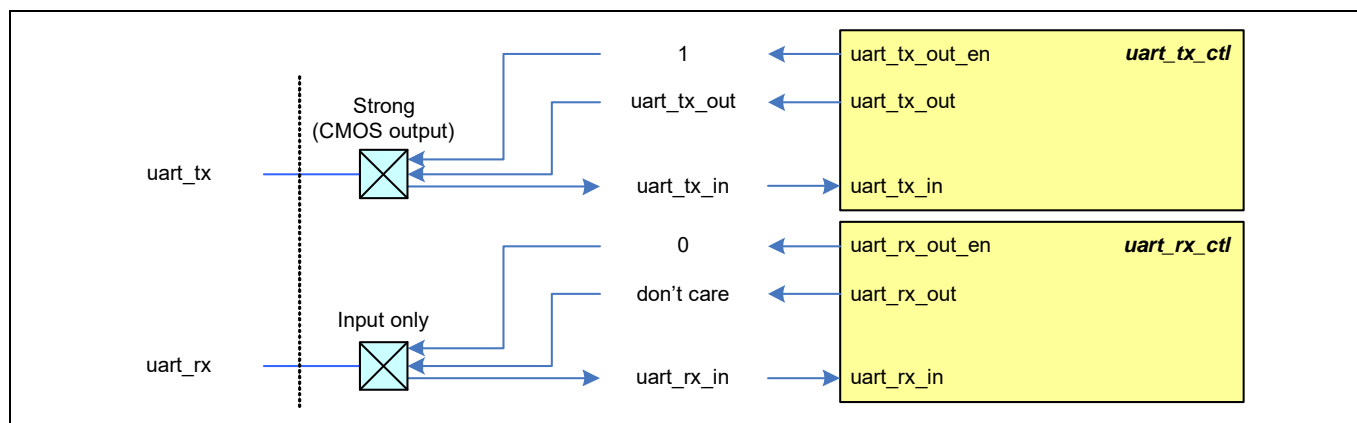 1
uart_tx_out_en
uart_tx_ctl
Strong
(CMOS output)
uart_tx_out
uart_tx_out
uart_tx
uart_tx_in
uart_tx_in
0
uart_rx_out_en
uart_rx_ctl
don’t care
uart_rx_out
Input only
uart_rx
uart_rx_in
uart_rx_in